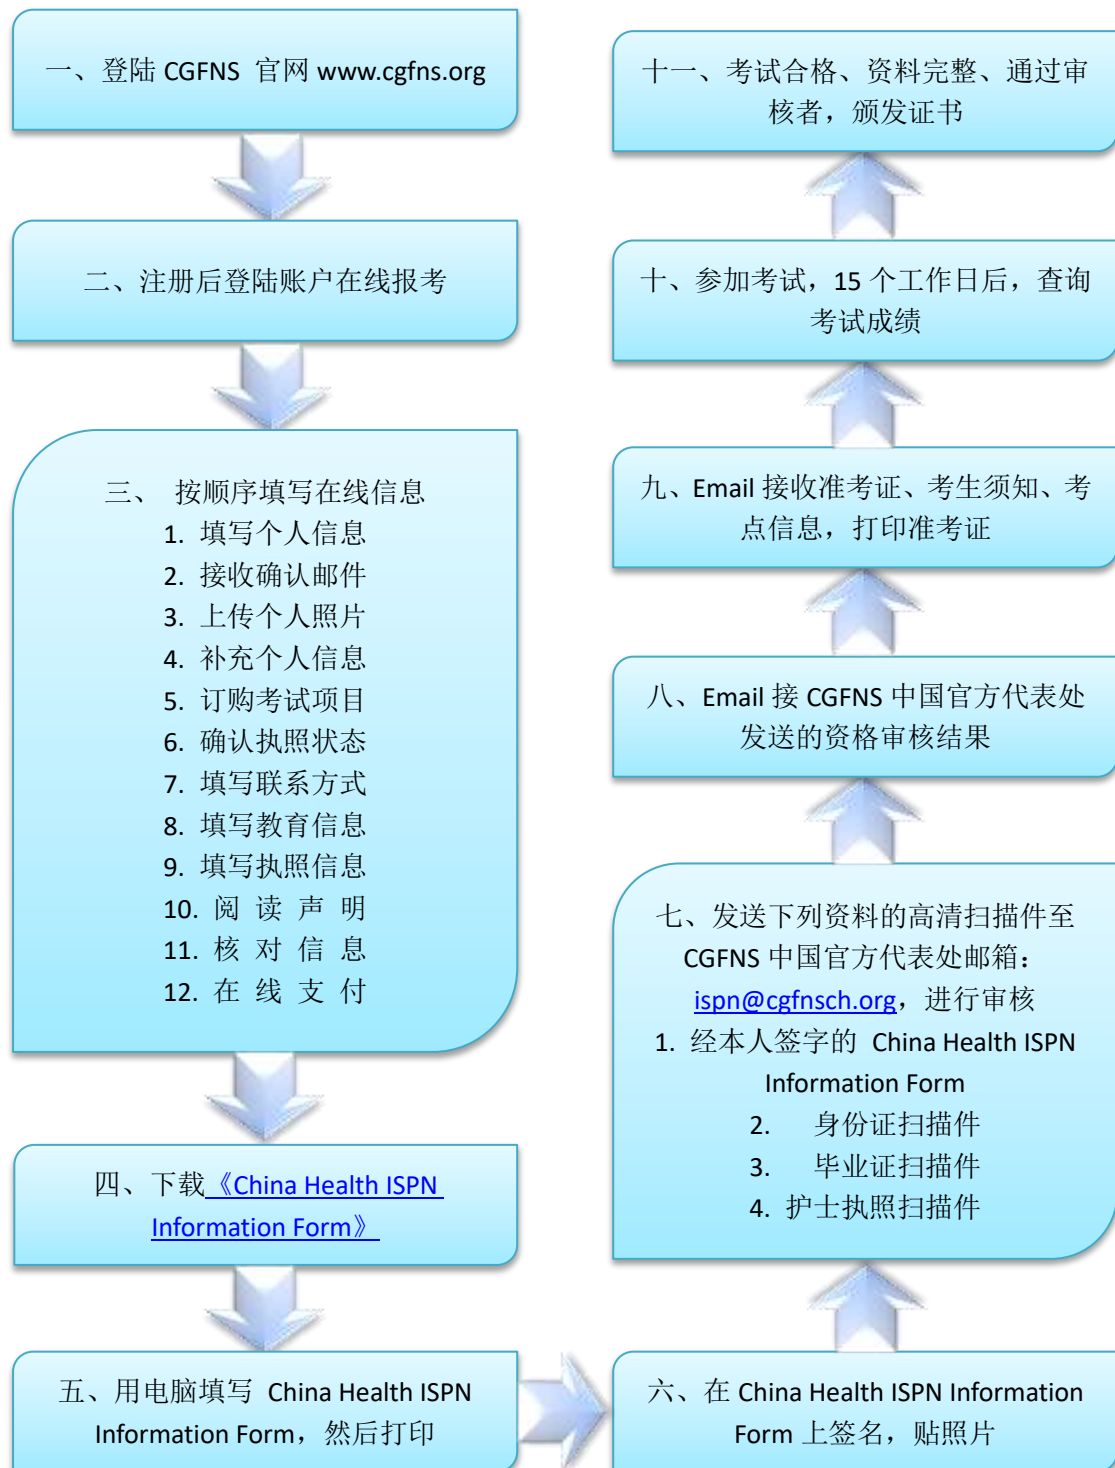 一、登陆 CGFNS 官网 www.cgfns.org
二、注册后登陆账户在线报考
三、 按顺序填写在线信息
1. 填写个人信息
2. 接收确认邮件
3. 上传个人照片
4. 补充个人信息
5. 订购考试项目
6. 确认执照状态
7. 填写联系方式
8. 填写教育信息
9. 填写执照信息
10. 阅 读 声 明
11. 核 对 信 息
12. 在 线 支 付
四、下载《China Health ISPN
Information Form》
五、用电脑填写 China Health ISPN
Information Form，然后打印
六、在 China Health ISPN Information
Form 上签名，贴照片
七、发送下列资料的高清扫描件至
CGFNS 中国官方代表处邮箱：
ispn@cgfnsch.org，进行审核
1. 经本人签字的 China Health ISPN
Information Form
2. 身份证扫描件
3. 毕业证扫描件
4. 护士执照扫描件
八、Email 接 CGFNS 中国官方代表处
发送的资格审核结果
九、Email 接收准考证、考生须知、考
点信息，打印准考证
十、参加考试，15 个工作日后，查询
考试成绩
十一、考试合格、资料完整、通过审
核者，颁发证书